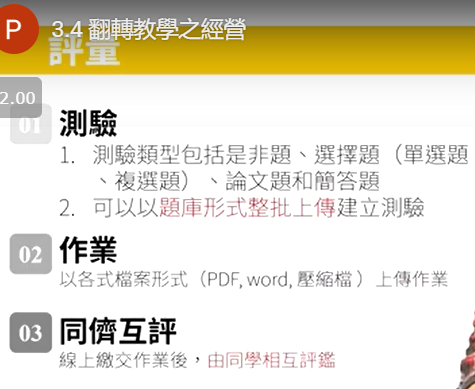 P 3.4 翻轉教學之經營
評量
2.00
01 測驗
1. 測驗類型包括是非題、選擇題（單選題
、複選題）、論文題和簡答題
2. 可以以題庫形式整批上傳建立測驗
02 作業
以各式檔案形式（PDF, word, 壓縮檔 ）上傳作業
03 同儕互評
線上繳交作業後，由同學相互評鑑